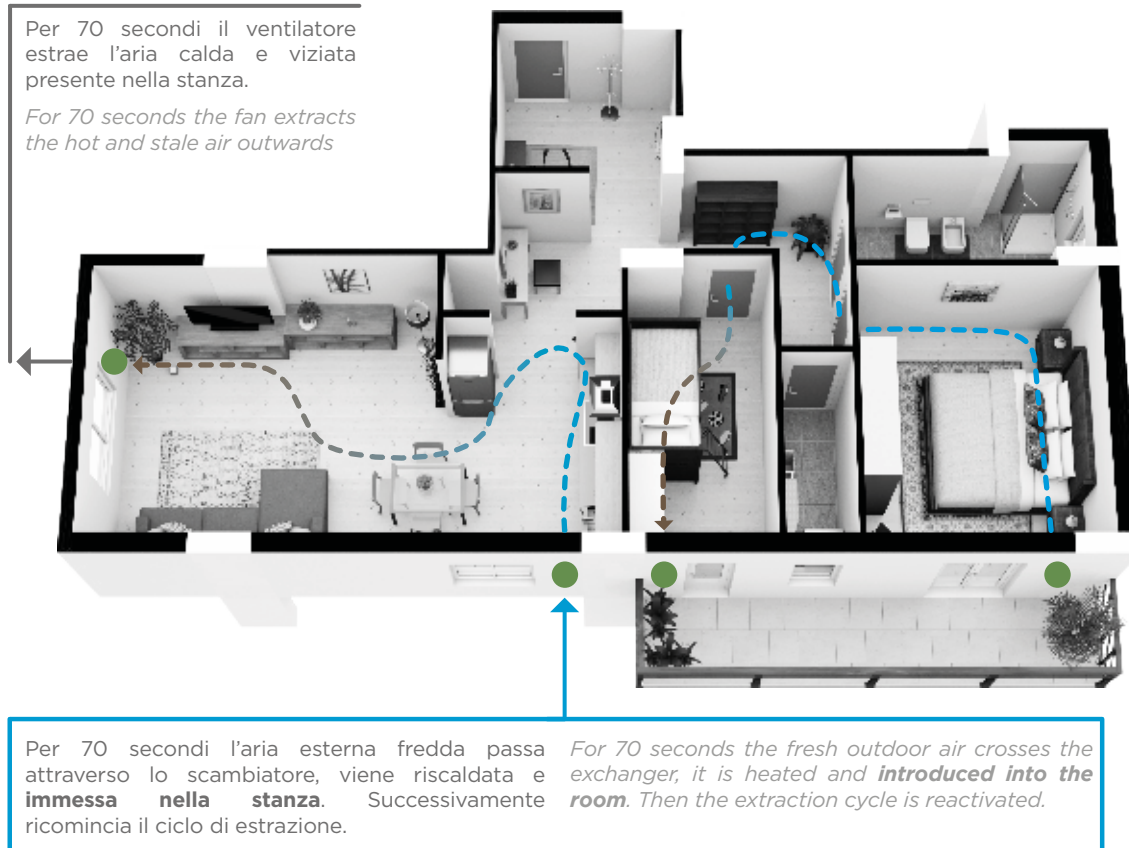 Per 70 secondi il ventilatore
estrae l’aria calda e viziata
presente nella stanza.
For 70 seconds the fan extracts
the hot and stale air outwards
Per 70 secondi l’aria esterna fredda passa
attraverso lo scambiatore, viene riscaldata e
immessa nella stanza. Successivamente
ricomincia il ciclo di estrazione.
For 70 seconds the fresh outdoor air crosses the
exchanger, it is heated and introduced into the
room. Then the extraction cycle is reactivated.